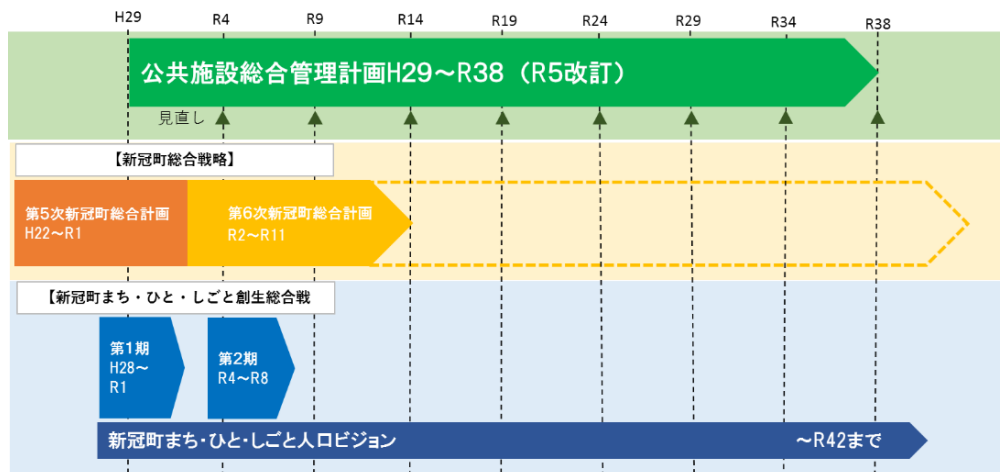 H29 R4 R9 R14 R19 R24 R29 R34 R38
公共施設総合管理計画H29～R38（R5改訂）
見直し
【新冠町総合戦略】
第5次新冠町総合計画
H22～R1
第6次新冠町総合計画
R2～R11
【新冠町まち・ひと・しごと創生総合戦
第1期
H28～
R1
第2期
R4～R8
新冠町まち・ひと・しごと人口ビジョン ～R42まで